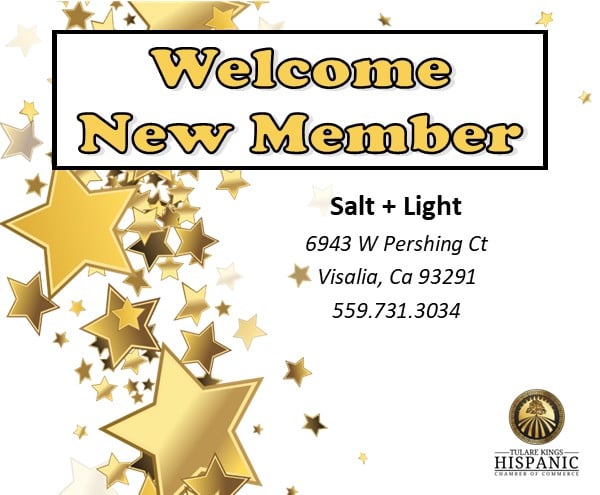 Welcome
New Member
Salt + Light
6943 W Pershing Ct
Visalia, Ca 93291
559.731.3034
TULARE KINGS
HISPANIC
CHAMBER OF COMMERCE